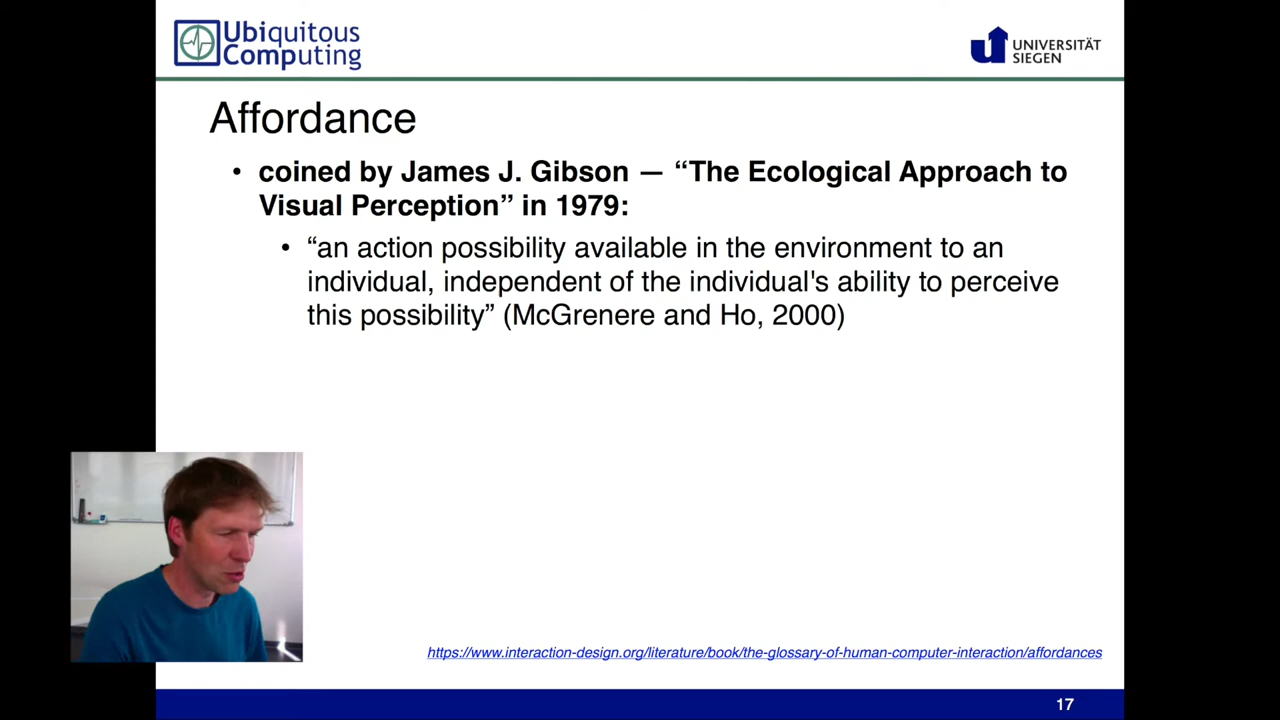 Ubiquitous
Computing
UNIVERSITÄT
SIEGEN
Affordance
• coined by James J. Gibson — “The Ecological Approach to
Visual Perception” in 1979:
• “an action possibility available in the environment to an
individual, independent of the individual's ability to perceive
this possibility” (McGrenere and Ho, 2000)
https://www.interaction-design.org/literature/book/the-glossary-of-human-computer-interaction/affordances
17